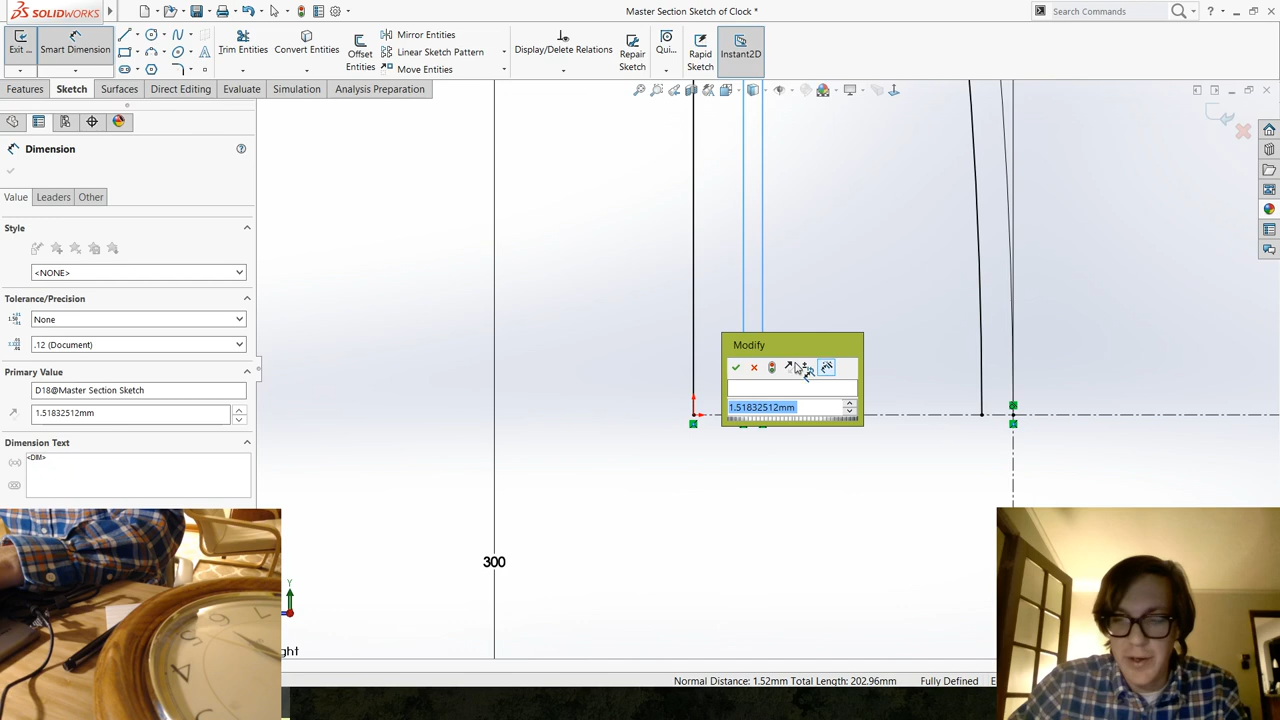 SOLIDWORKS
Master Section Sketch of Clock *
Search Commands
?
Exit ...
Smart Dimension
Trim Entities
Convert Entities
Offset Entities
Mirror Entities
Linear Sketch Pattern
Move Entities
Display/Delete Relations
Repair Sketch
Qui...
Rapid Sketch
Instant2D
Features
Sketch
Surfaces
Direct Editing
Evaluate
Simulation
Analysis Preparation
Dimension
Value
Leaders
Other
Style
<NONE>
Tolerance/Precision
None
.12 (Document)
Primary Value
D18@Master Section Sketch
1.51832512mm
Dimension Text
<DIM>
Modify
1.51832512mm
300
Y
ght
Normal Distance: 1.52mm Total Length: 202.96mm
Fully Defined